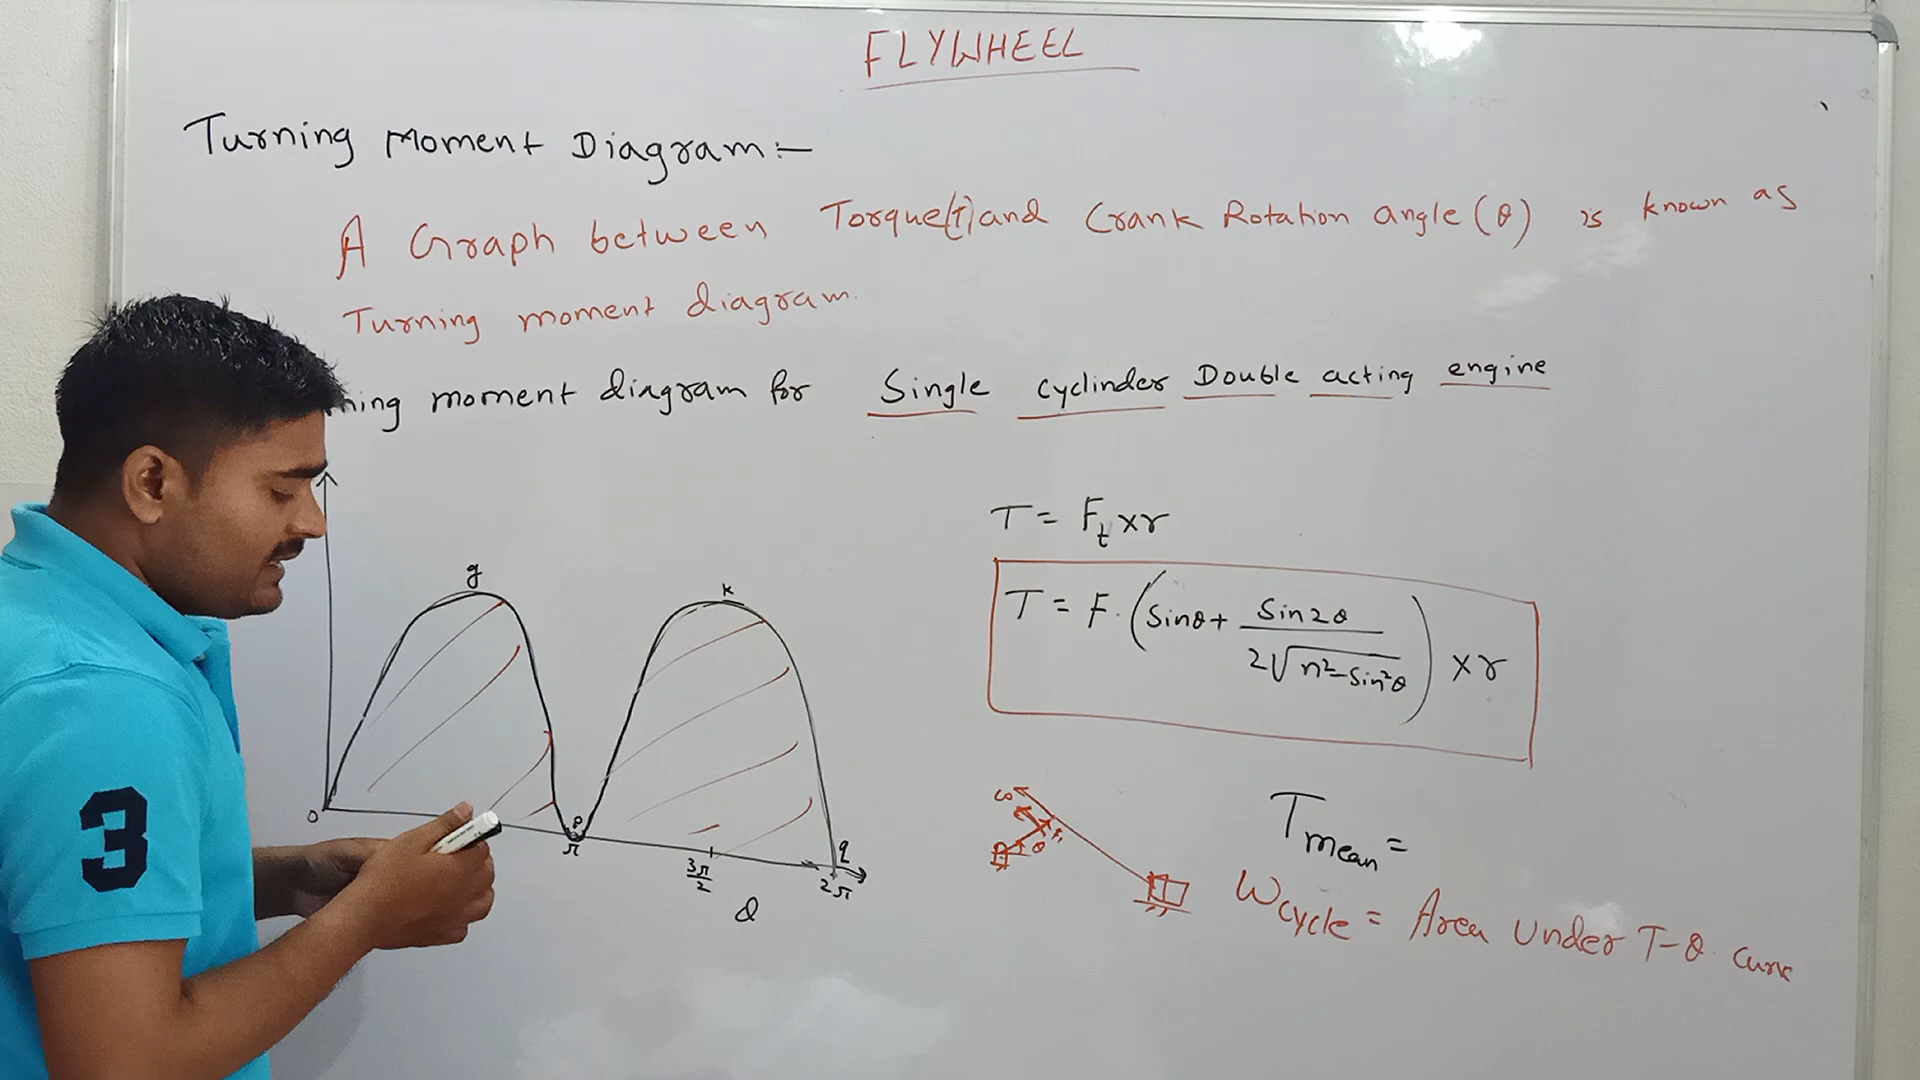 FLYWHEEL
Turning Moment Diagram:-
A Graph between Torque(T) and Crank Rotation angle (θ) is known as
Turning moment diagram.
ning moment diagram for Single cyclinder Double acting engine
T = Ft × r
T = F. (Sinθ + Sin2θ / 2√n²-Sin²θ) × r
g
k
O
P
π
3π/2
q
2π
θ
ω
θ
Tmean =
Wcycle = Area Under T-θ Curve
3